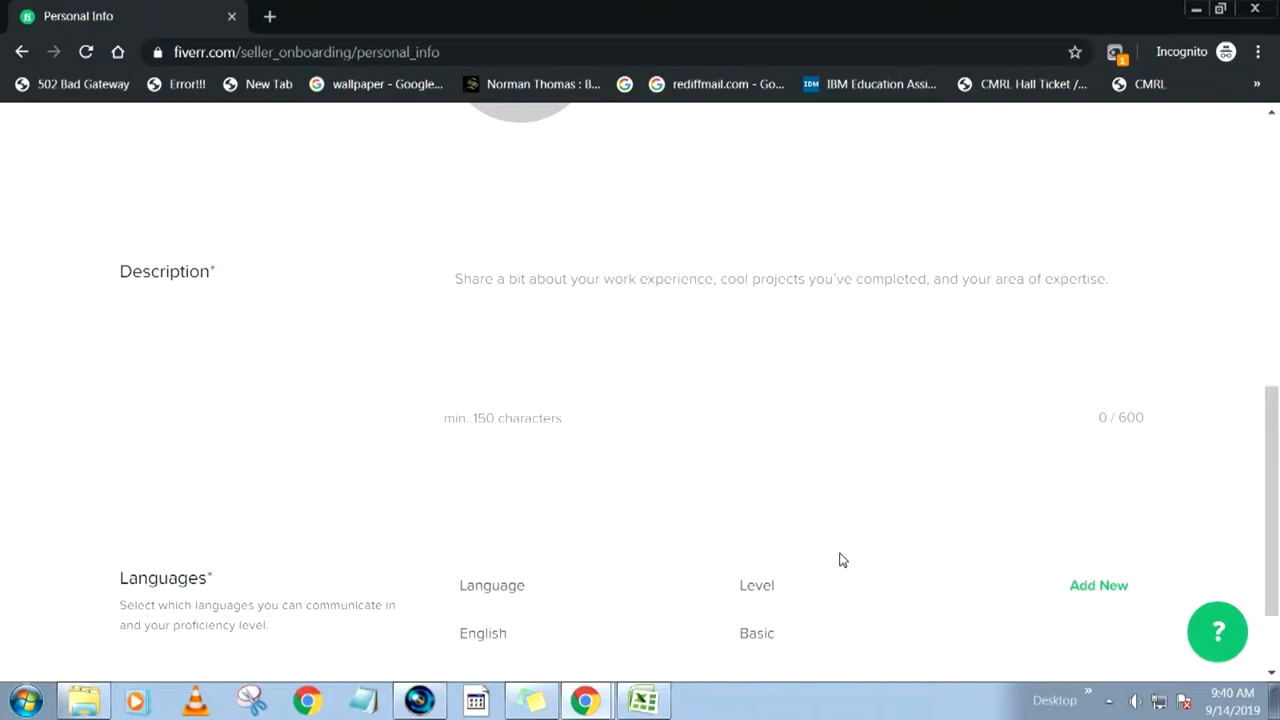 Personal Info
fiverr.com/seller_onboarding/personal_info
1
Incognito
502 Bad Gateway
Error!!!
New Tab
wallpaper - Google...
Norman Thomas : B...
rediffmail.com - Go...
IBM Education Assi...
CMRL Hall Ticket /...
CMRL
»
Description*
Share a bit about your work experience, cool projects you've completed, and your area of expertise.
min. 150 characters
0 / 600
Languages*
Select which languages you can communicate in
and your proficiency level.
Language
Level
Add New
English
Basic
?
Desktop
»
9:40 AM
9/14/2019